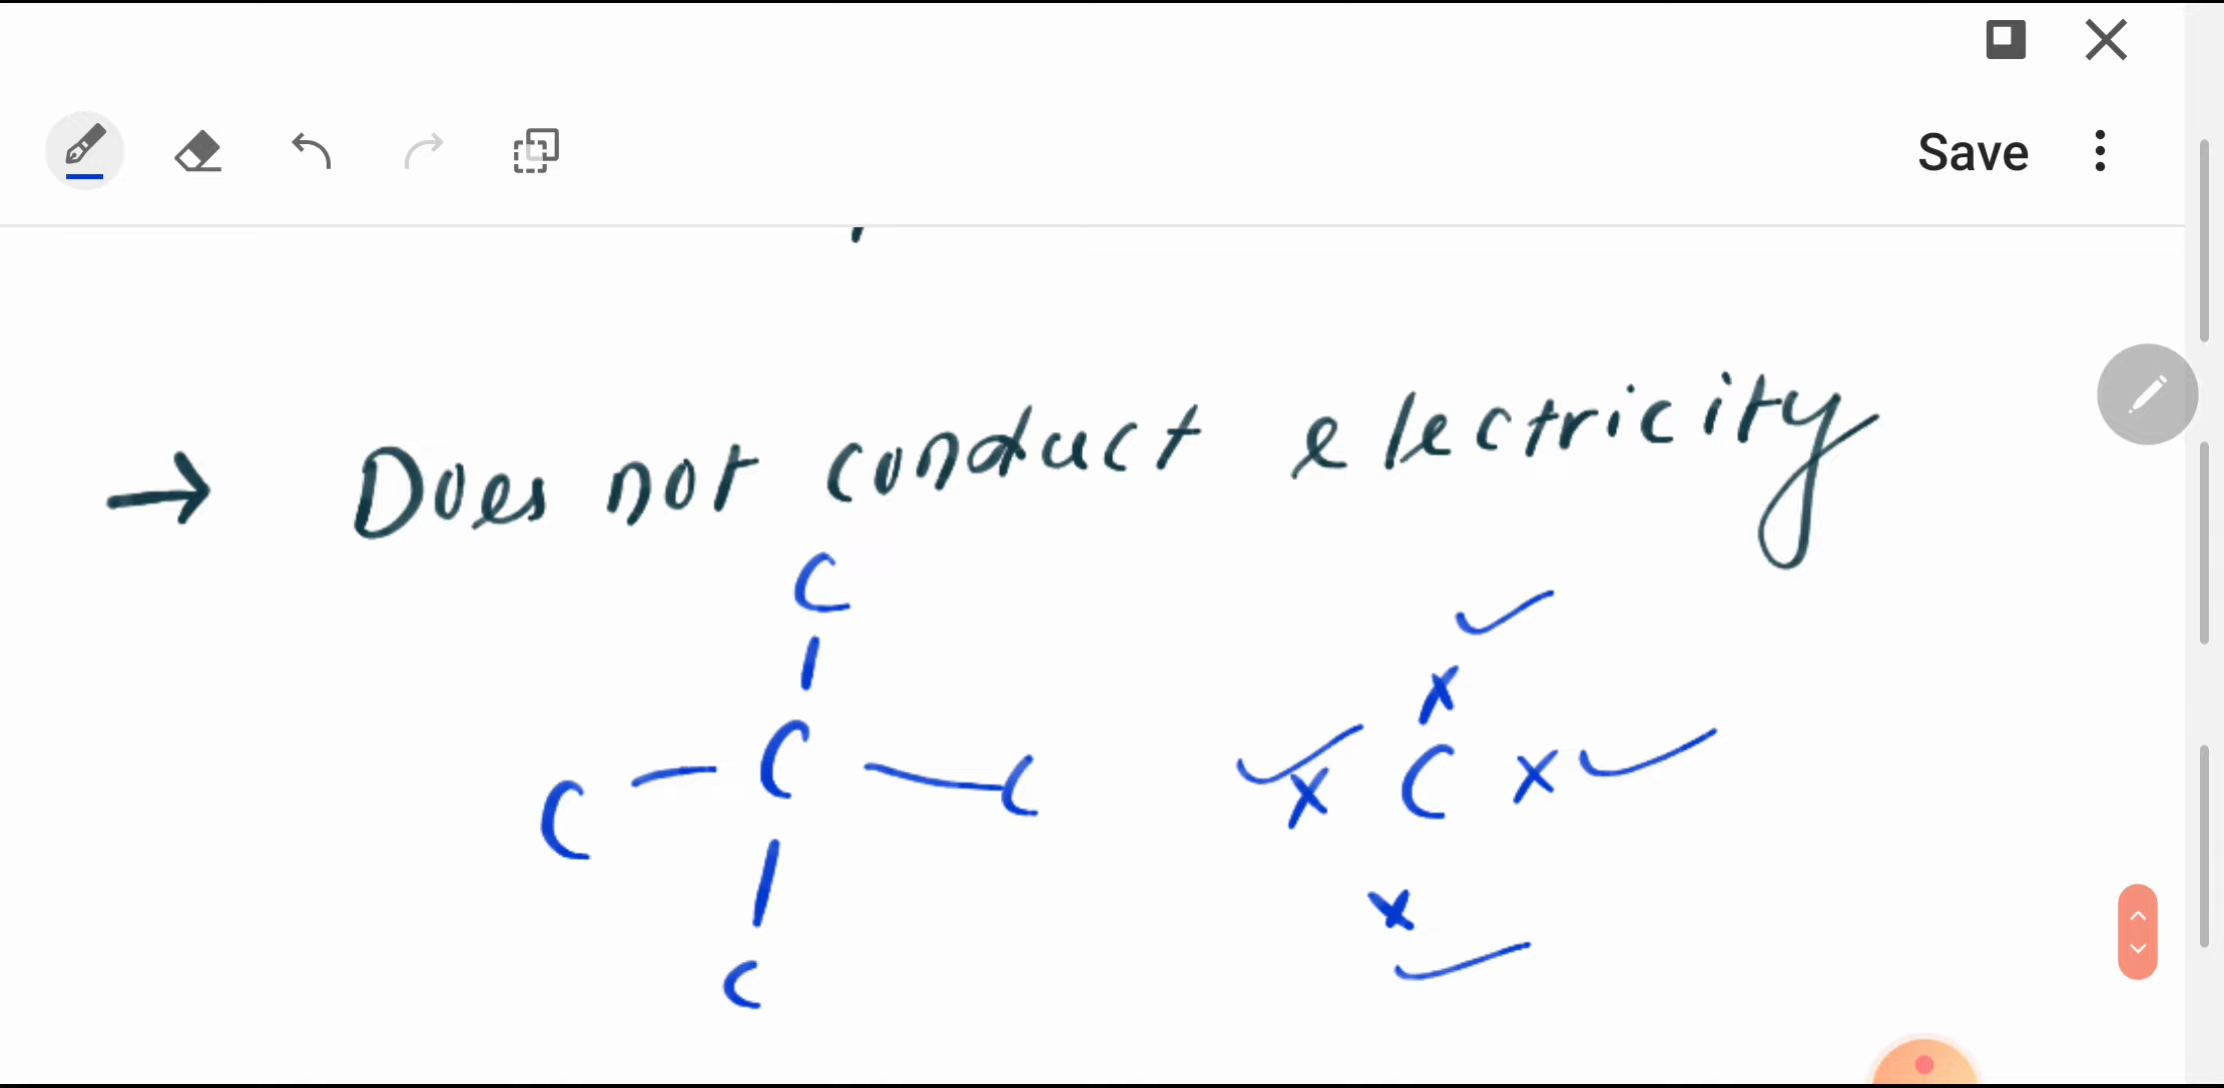 Save
→ Does not conduct electricity
C
C — C — C
C
x
x C x
x